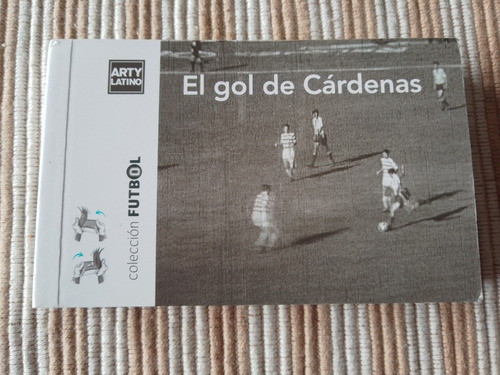 ARTY
LATINO
El gol de Cárdenas
colección FUTBOL